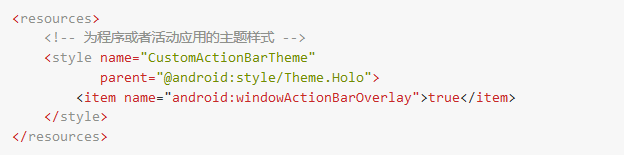 <resources>
    <!-- 为程序或者活动应用的主题样式 -->
    <style name="CustomActionBarTheme"
           parent="@android:style/Theme.Holo">
        <item name="android:windowActionBarOverlay">true</item>
    </style>
</resources>